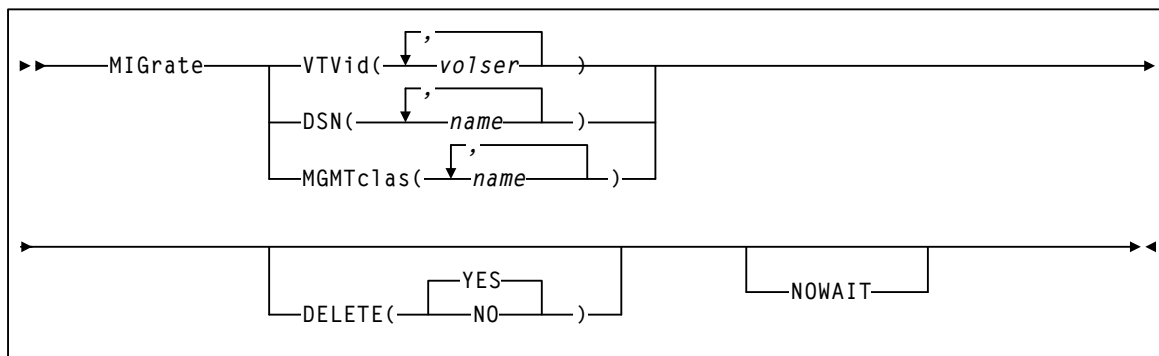 ,
MIGrate VTVid( volser )
,
DSN( name )
,
MGMTclas( name )
YES
DELETE( NO )
NOWAIT